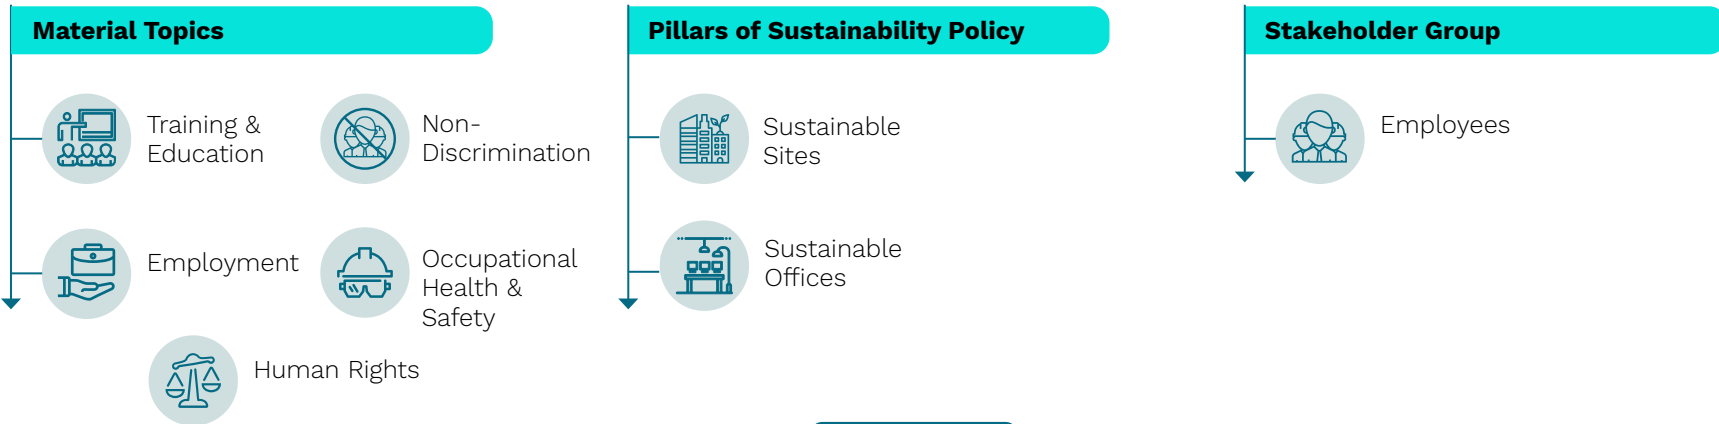 Material Topics
Training &
Education
Non-
Discrimination
Employment
Occupational
Health &
Safety
Human Rights
Pillars of Sustainability Policy
Sustainable
Sites
Sustainable
Offices
Stakeholder Group
Employees